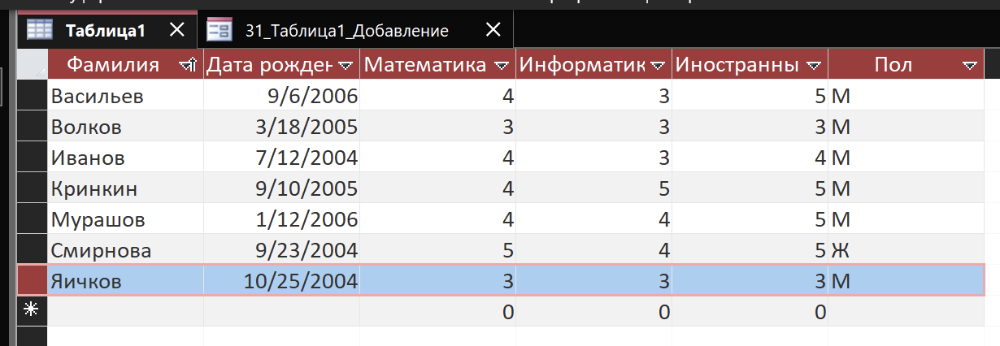 Таблица1 31_Таблица1_Добавление
Фамилия Дата рожден Математика Информатик Иностранны Пол
Васильев 9/6/2006 4 3 5 М
Волков 3/18/2005 3 3 3 М
Иванов 7/12/2004 4 3 4 М
Кринкин 9/10/2005 4 5 5 М
Мурашов 1/12/2006 4 4 5 М
Смирнова 9/23/2004 5 4 5 Ж
Яичков 10/25/2004 3 3 3 М
0 0 0